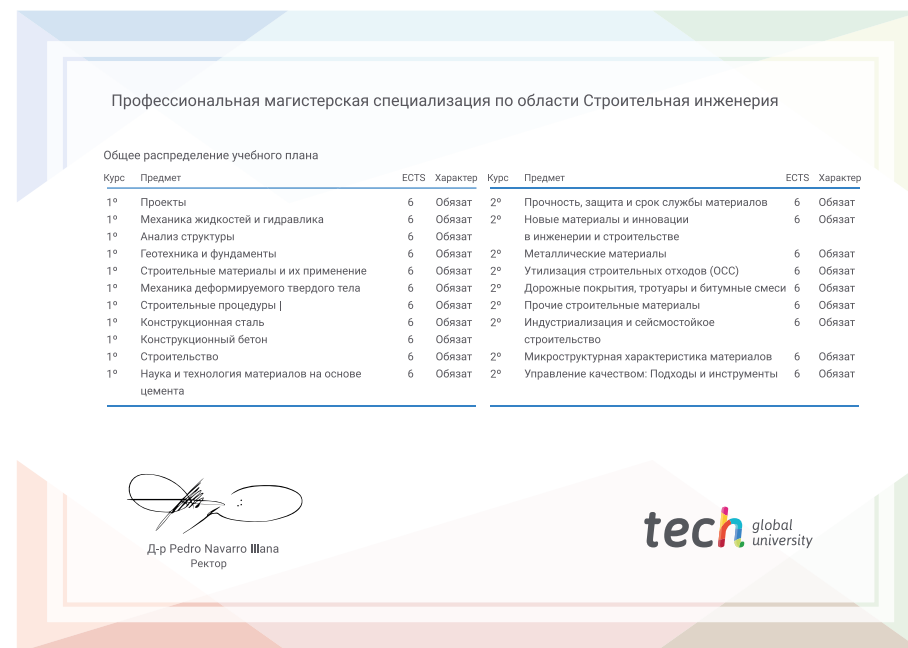 Профессиональная магистерская специализация по области Строительная инженерия
Общее распределение учебного плана
Курс Предмет ECTS Характер
1º Проекты 6 Обязат
1º Механика жидкостей и гидравлика 6 Обязат
1º Анализ структуры 6 Обязат
1º Геотехника и фундаменты 6 Обязат
1º Строительные материалы и их применение 6 Обязат
1º Механика деформируемого твердого тела 6 Обязат
1º Строительные процедуры | 6 Обязат
1º Конструкционная сталь 6 Обязат
1º Конструкционный бетон 6 Обязат
1º Строительство 6 Обязат
1º Наука и технология материалов на основе 6 Обязат
цемента
Курс Предмет ECTS Характер
2º Прочность, защита и срок службы материалов 6 Обязат
2º Новые материалы и инновации 6 Обязат
в инженерии и строительстве
2º Металлические материалы 6 Обязат
2º Утилизация строительных отходов (ОСС) 6 Обязат
2º Дорожные покрытия, тротуары и битумные смеси 6 Обязат
2º Прочие строительные материалы 6 Обязат
2º Индустриализация и сейсмостойкое 6 Обязат
строительство
2º Микроструктурная характеристика материалов 6 Обязат
2º Управление качеством: Подходы и инструменты 6 Обязат
Д-р Pedro Navarro Illana
Ректор
tech global
university